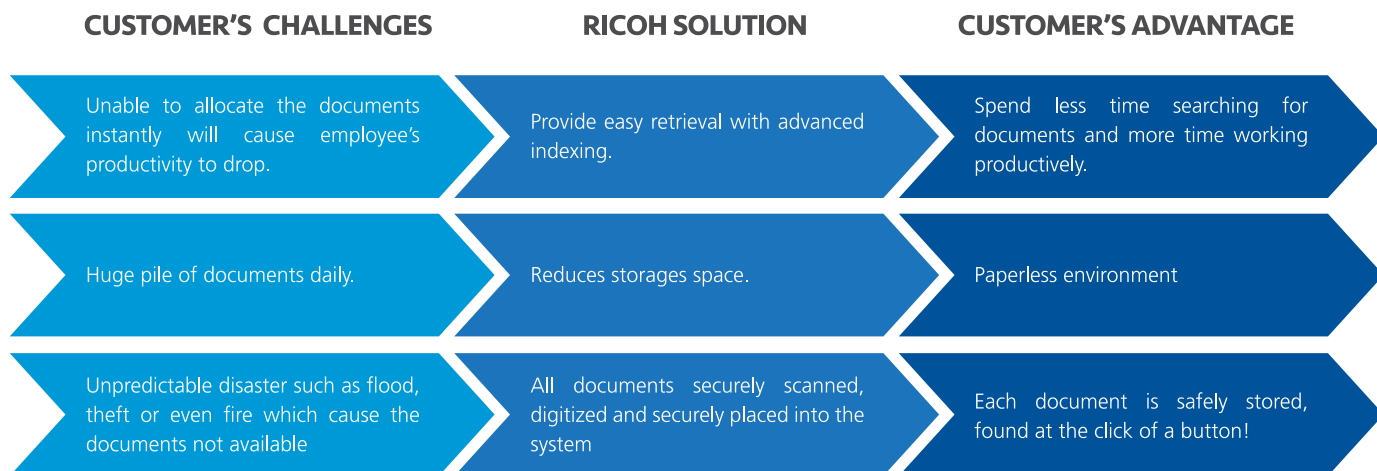 CUSTOMER'S CHALLENGES
RICOH SOLUTION
CUSTOMER'S ADVANTAGE
Unable to allocate the documents
instantly will cause employee's
productivity to drop.
Provide easy retrieval with advanced
indexing.
Spend less time searching for
documents and more time working
productively.
Huge pile of documents daily.
Reduces storages space.
Paperless environment
Unpredictable disaster such as flood,
theft or even fire which cause the
documents not available
All documents securely scanned,
digitized and securely placed into the
system
Each document is safely stored,
found at the click of a button!